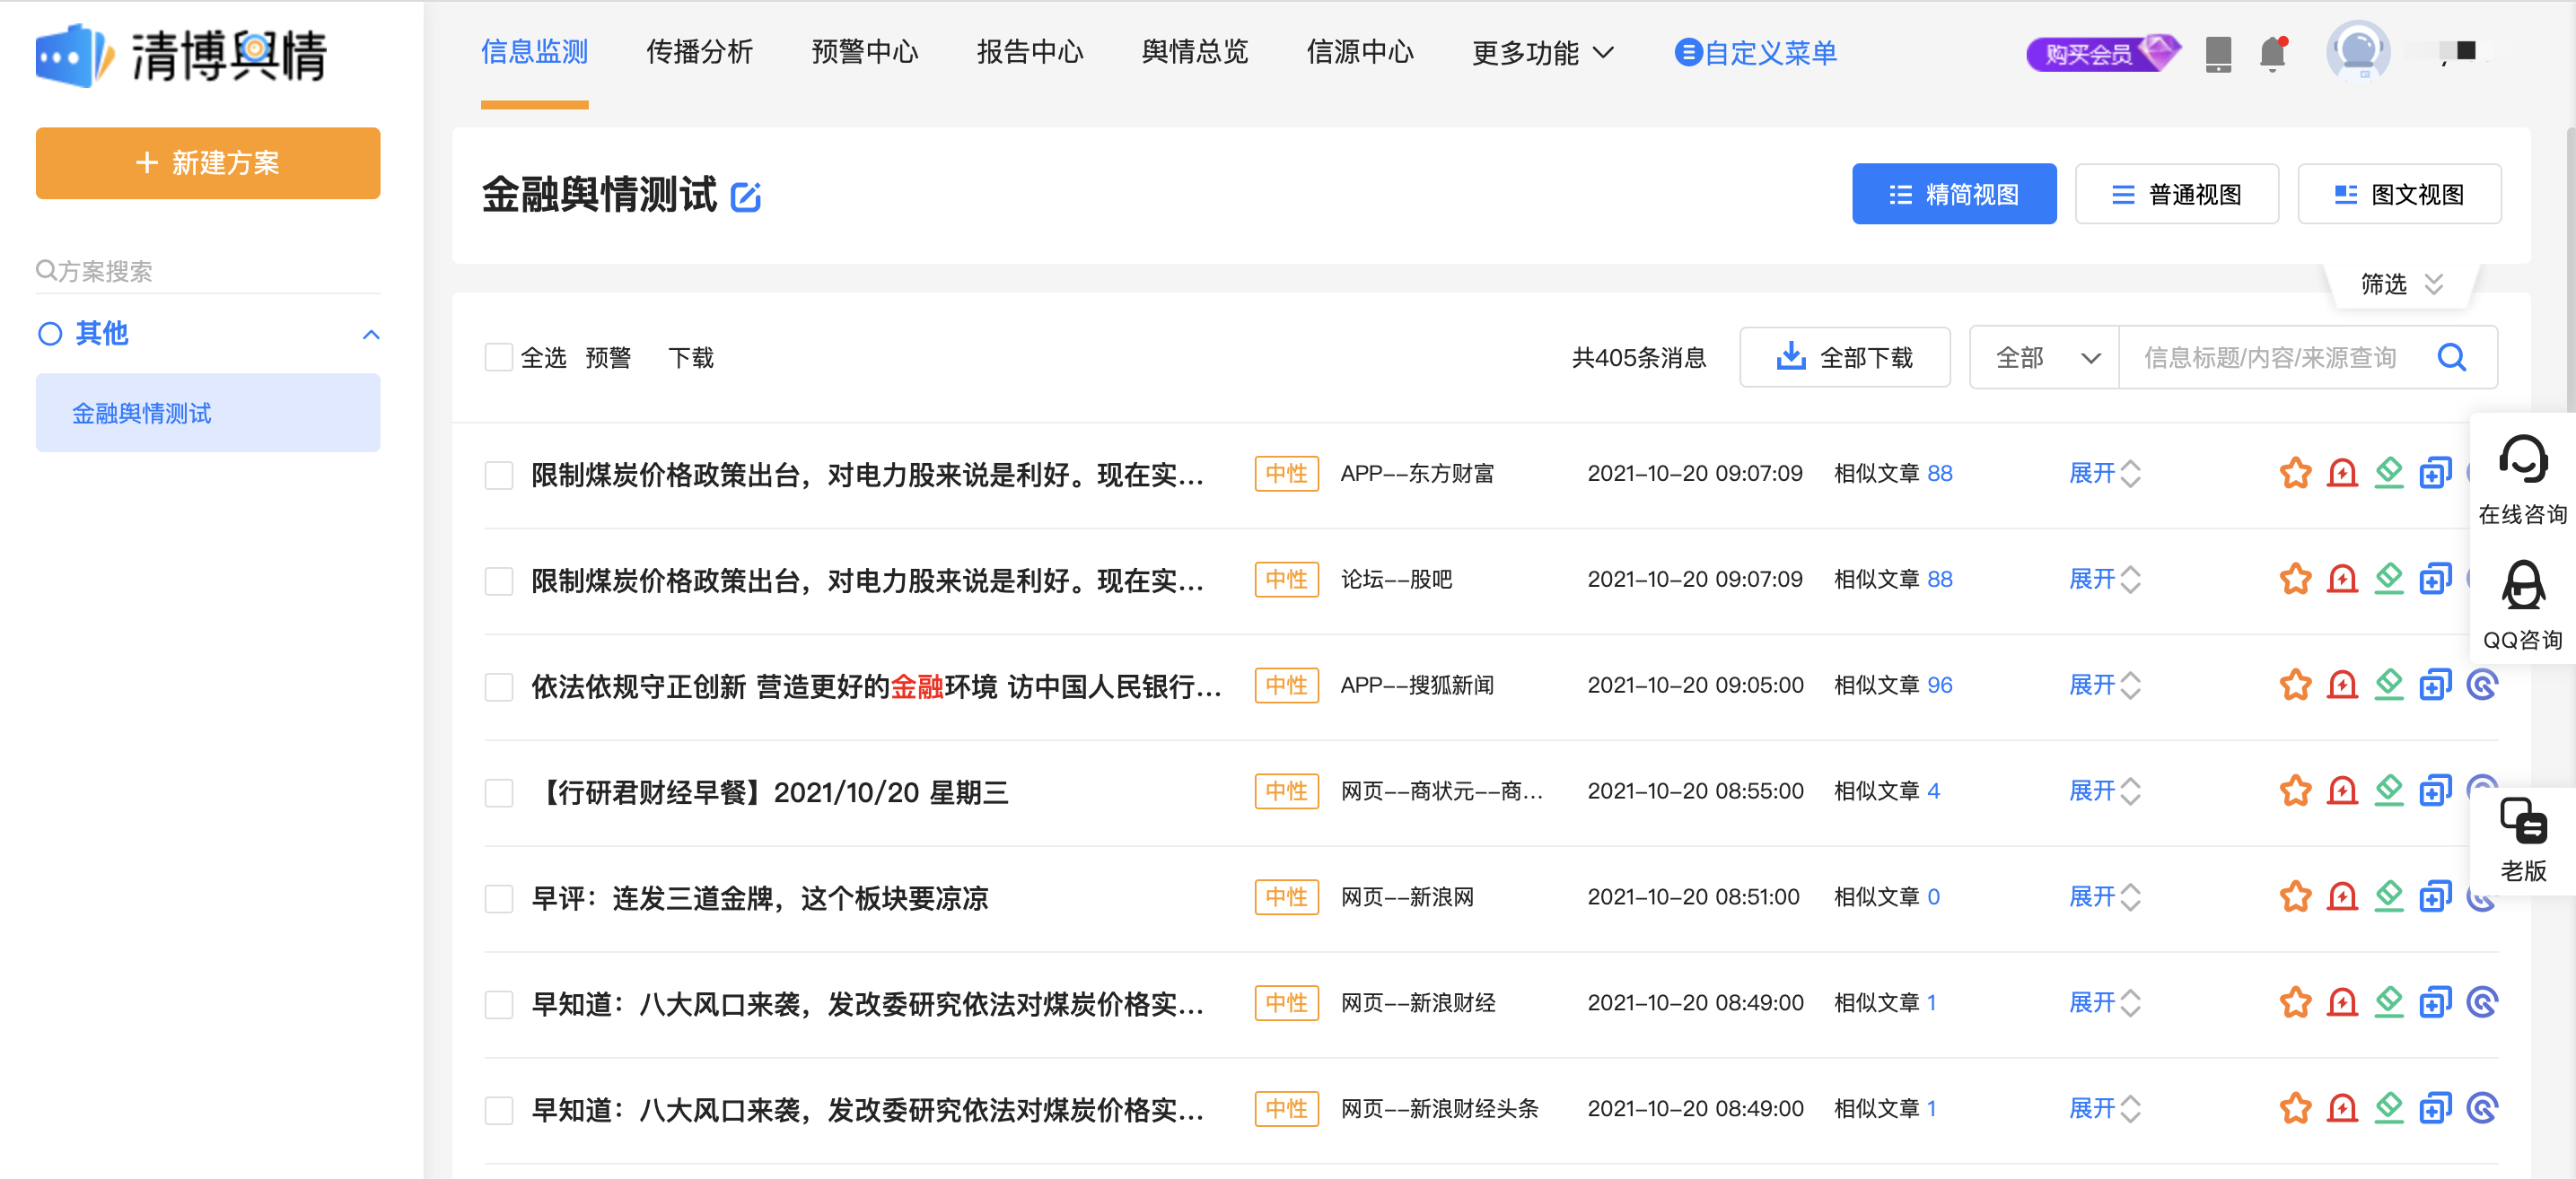 清博舆情
信息监测 传播分析 预警中心 报告中心 舆情总览 信源中心 更多功能 自定义菜单 购买会员
+ 新建方案
方案搜索
其他
金融舆情测试
金融舆情测试
精简视图 普通视图 图文视图
筛选
全选 预警 下载 共405条消息 全部下载 全部 信息标题/内容/来源查询
限制煤炭价格政策出台，对电力股来说是利好。现在实... 中性 APP--东方财富 2021-10-20 09:07:09 相似文章 88 展开
限制煤炭价格政策出台，对电力股来说是利好。现在实... 中性 论坛--股吧 2021-10-20 09:07:09 相似文章 88 展开
依法依规守正创新 营造更好的金融环境 访中国人民银行... 中性 APP--搜狐新闻 2021-10-20 09:05:00 相似文章 96 展开
【行研君财经早餐】2021/10/20 星期三 中性 网页--商状元--商... 2021-10-20 08:55:00 相似文章 4 展开
早评：连发三道金牌，这个板块要凉凉 中性 网页--新浪网 2021-10-20 08:51:00 相似文章 0 展开
早知道：八大风口来袭，发改委研究依法对煤炭价格实... 中性 网页--新浪财经 2021-10-20 08:49:00 相似文章 1 展开
早知道：八大风口来袭，发改委研究依法对煤炭价格实... 中性 网页--新浪财经头条 2021-10-20 08:49:00 相似文章 1 展开
在线咨询
QQ咨询
老版